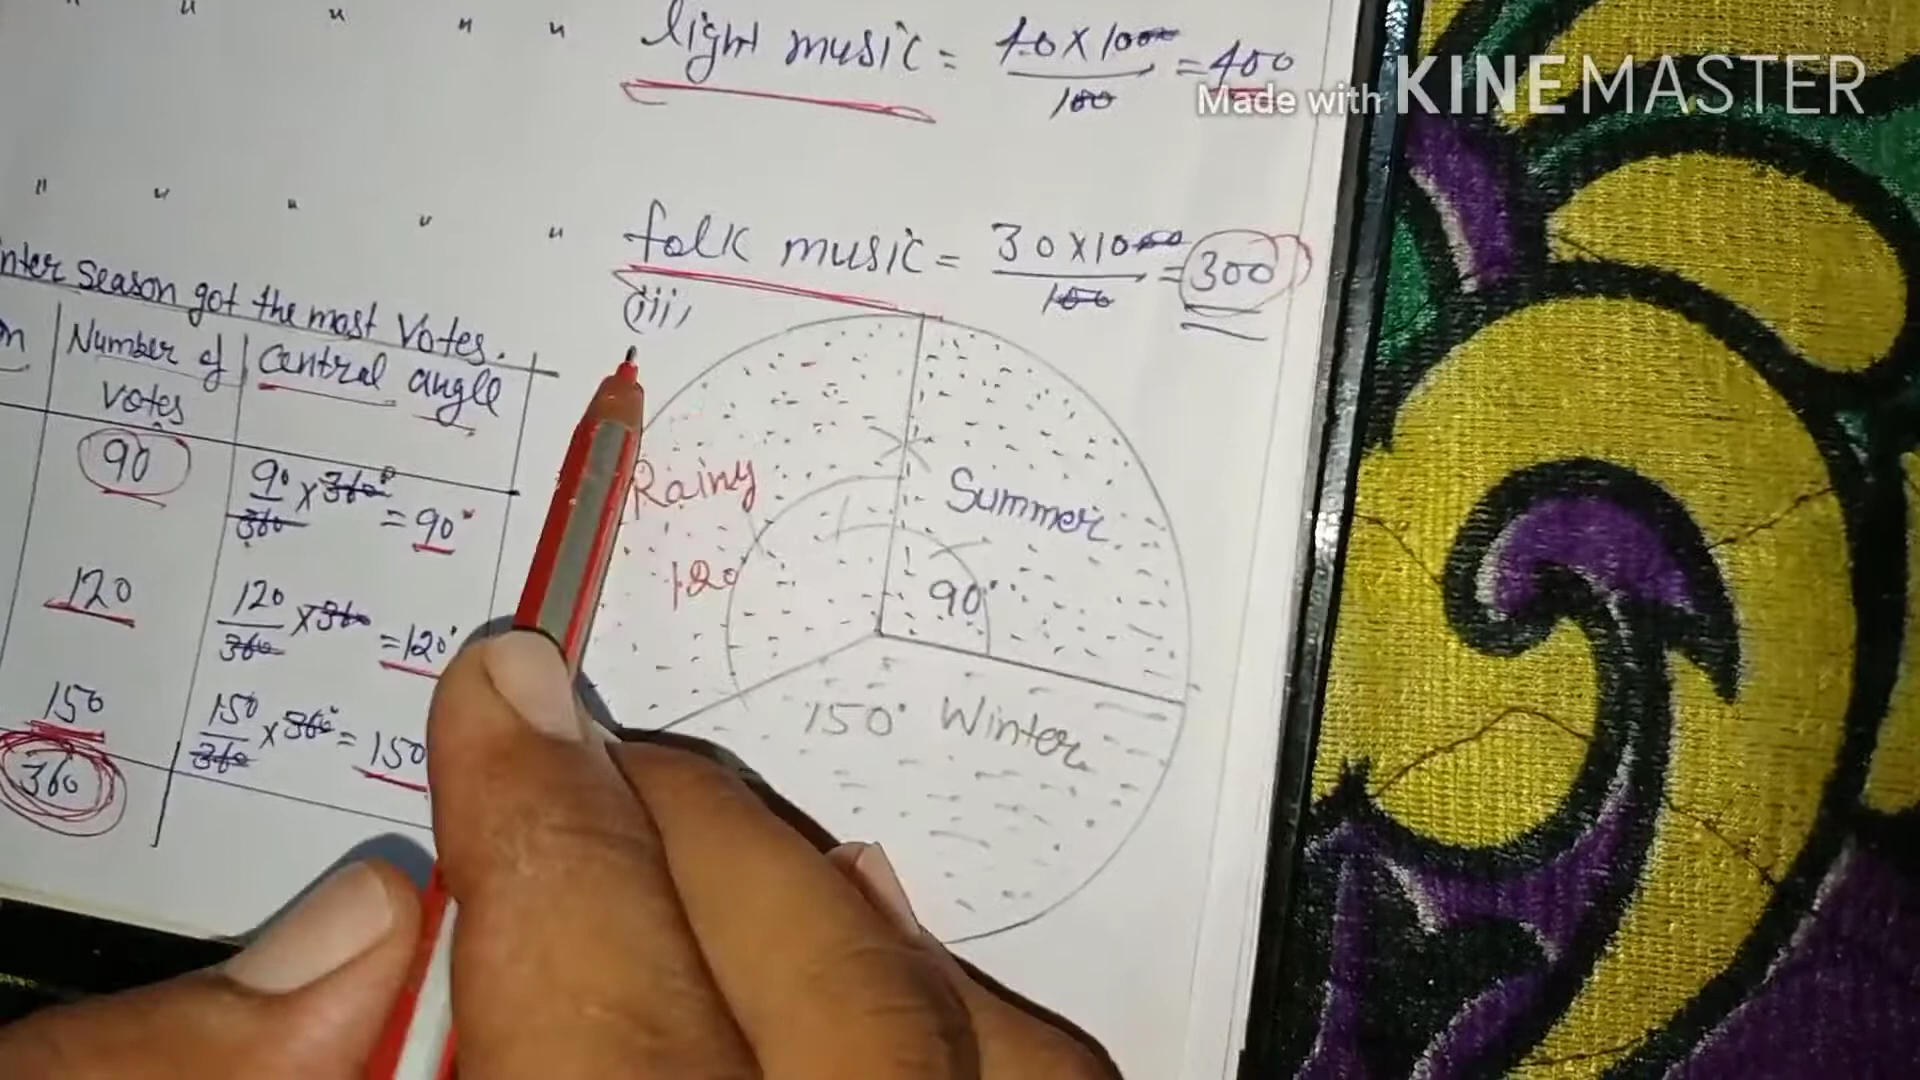 light music = 40 X 1000 / 100 = 400
Made with KINEMASTER
folk music = 30 X 1000 / 100 = 300
season got the most votes.
(iii)
Number of votes
Central angle
90
90/360 X 360° = 90°
120
120/360 X 360 = 120°
150
150/360 X 360° = 150
360
Rainy
120
Summer
90°
150° Winter